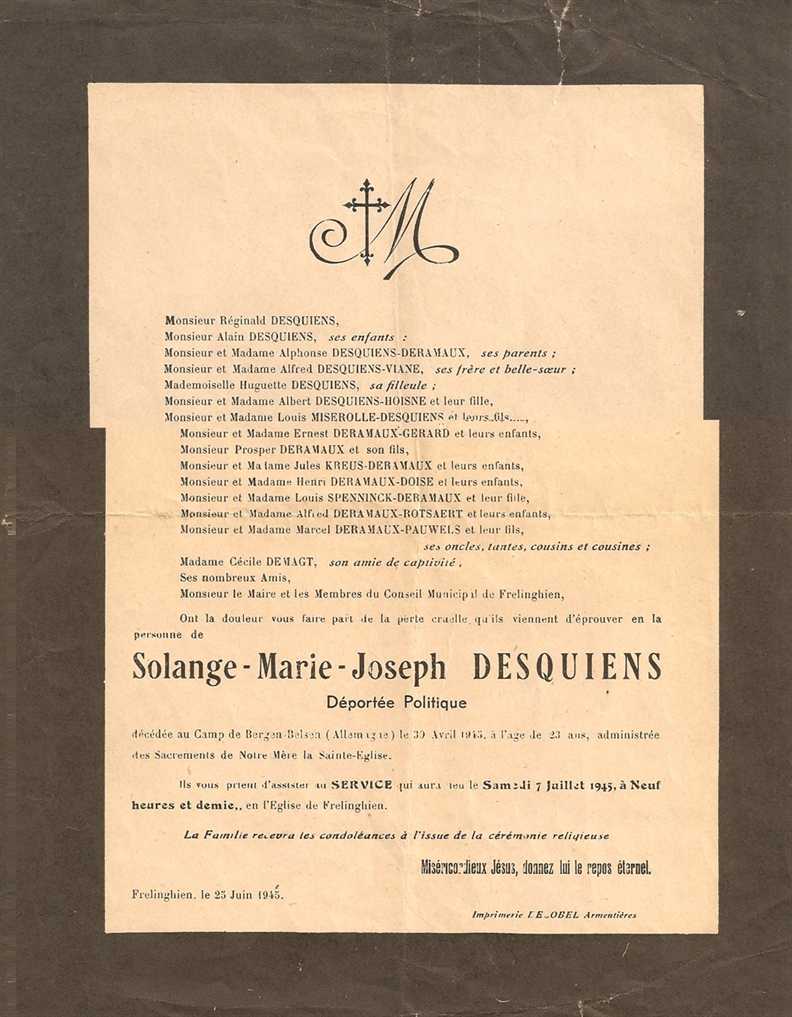 M
Monsieur Réginald DESQUIENS,
Monsieur Alain DESQUIENS, ses enfants :
Monsieur et Madame Alphonse DESQUIENS-DERAMAUX, ses parents ;
Monsieur et Madame Alfred DESQUIENS-VIANE, ses frère et belle-sœur ;
Mademoiselle Huguette DESQUIENS, sa filleule ;
Monsieur et Madame Albert DESQUIENS-HOISNE et leur fille,
Monsieur et Madame Louis MISEROLLE-DESQUIENS et leurs
Monsieur et Madame Ernest DERAMAUX-GERARD et leurs enfants,
Monsieur Prosper DERAMAUX et son fils,
Monsieur et Madame Jules KREUS-DERAMAUX et leurs enfants,
Monsieur et Madame Henri DERAMAUX-DOISE et leurs enfants,
Monsieur et Madame Louis SPENNINCK-DERAMAUX et leur fille,
Monsieur et Madame Alfred DERAMAUX-ROTSAERT et leurs enfants,
Monsieur et Madame Marcel DERAMAUX-PAUWELS et leur fils,
ses oncles, tantes, cousins et cousines ;
Madame Cécile DEMAGT, son amie de captivité,
Ses nombreux Amis,
Monsieur le Maire et les Membres du Conseil Municipal de Frelinghien,
Ont la douleur vous faire part de la perte cruelle qu'ils viennent d'éprouver en la
personne de
Solange-Marie-Joseph DESQUIENS
Déportée Politique
décédée au Camp de Bergen-Belsen (Allemagne) le 30 Avril 1945, à l'age de 23 ans, administrée
des Sacrements de Notre Mère la Sainte-Eglise.
Ils vous prient d'assister au SERVICE qui aura lieu le Samedi 7 Juillet 1945, à Neuf
heures et demie,, en l'Eglise de Frelinghien.
La Famille recevra les condoléances à l'issue de la cérémonie religieuse
Miséricordieux Jésus, donnez lui le repos éternel.
Frelinghien, le 25 Juin 1945.
Imprimerie Armentières